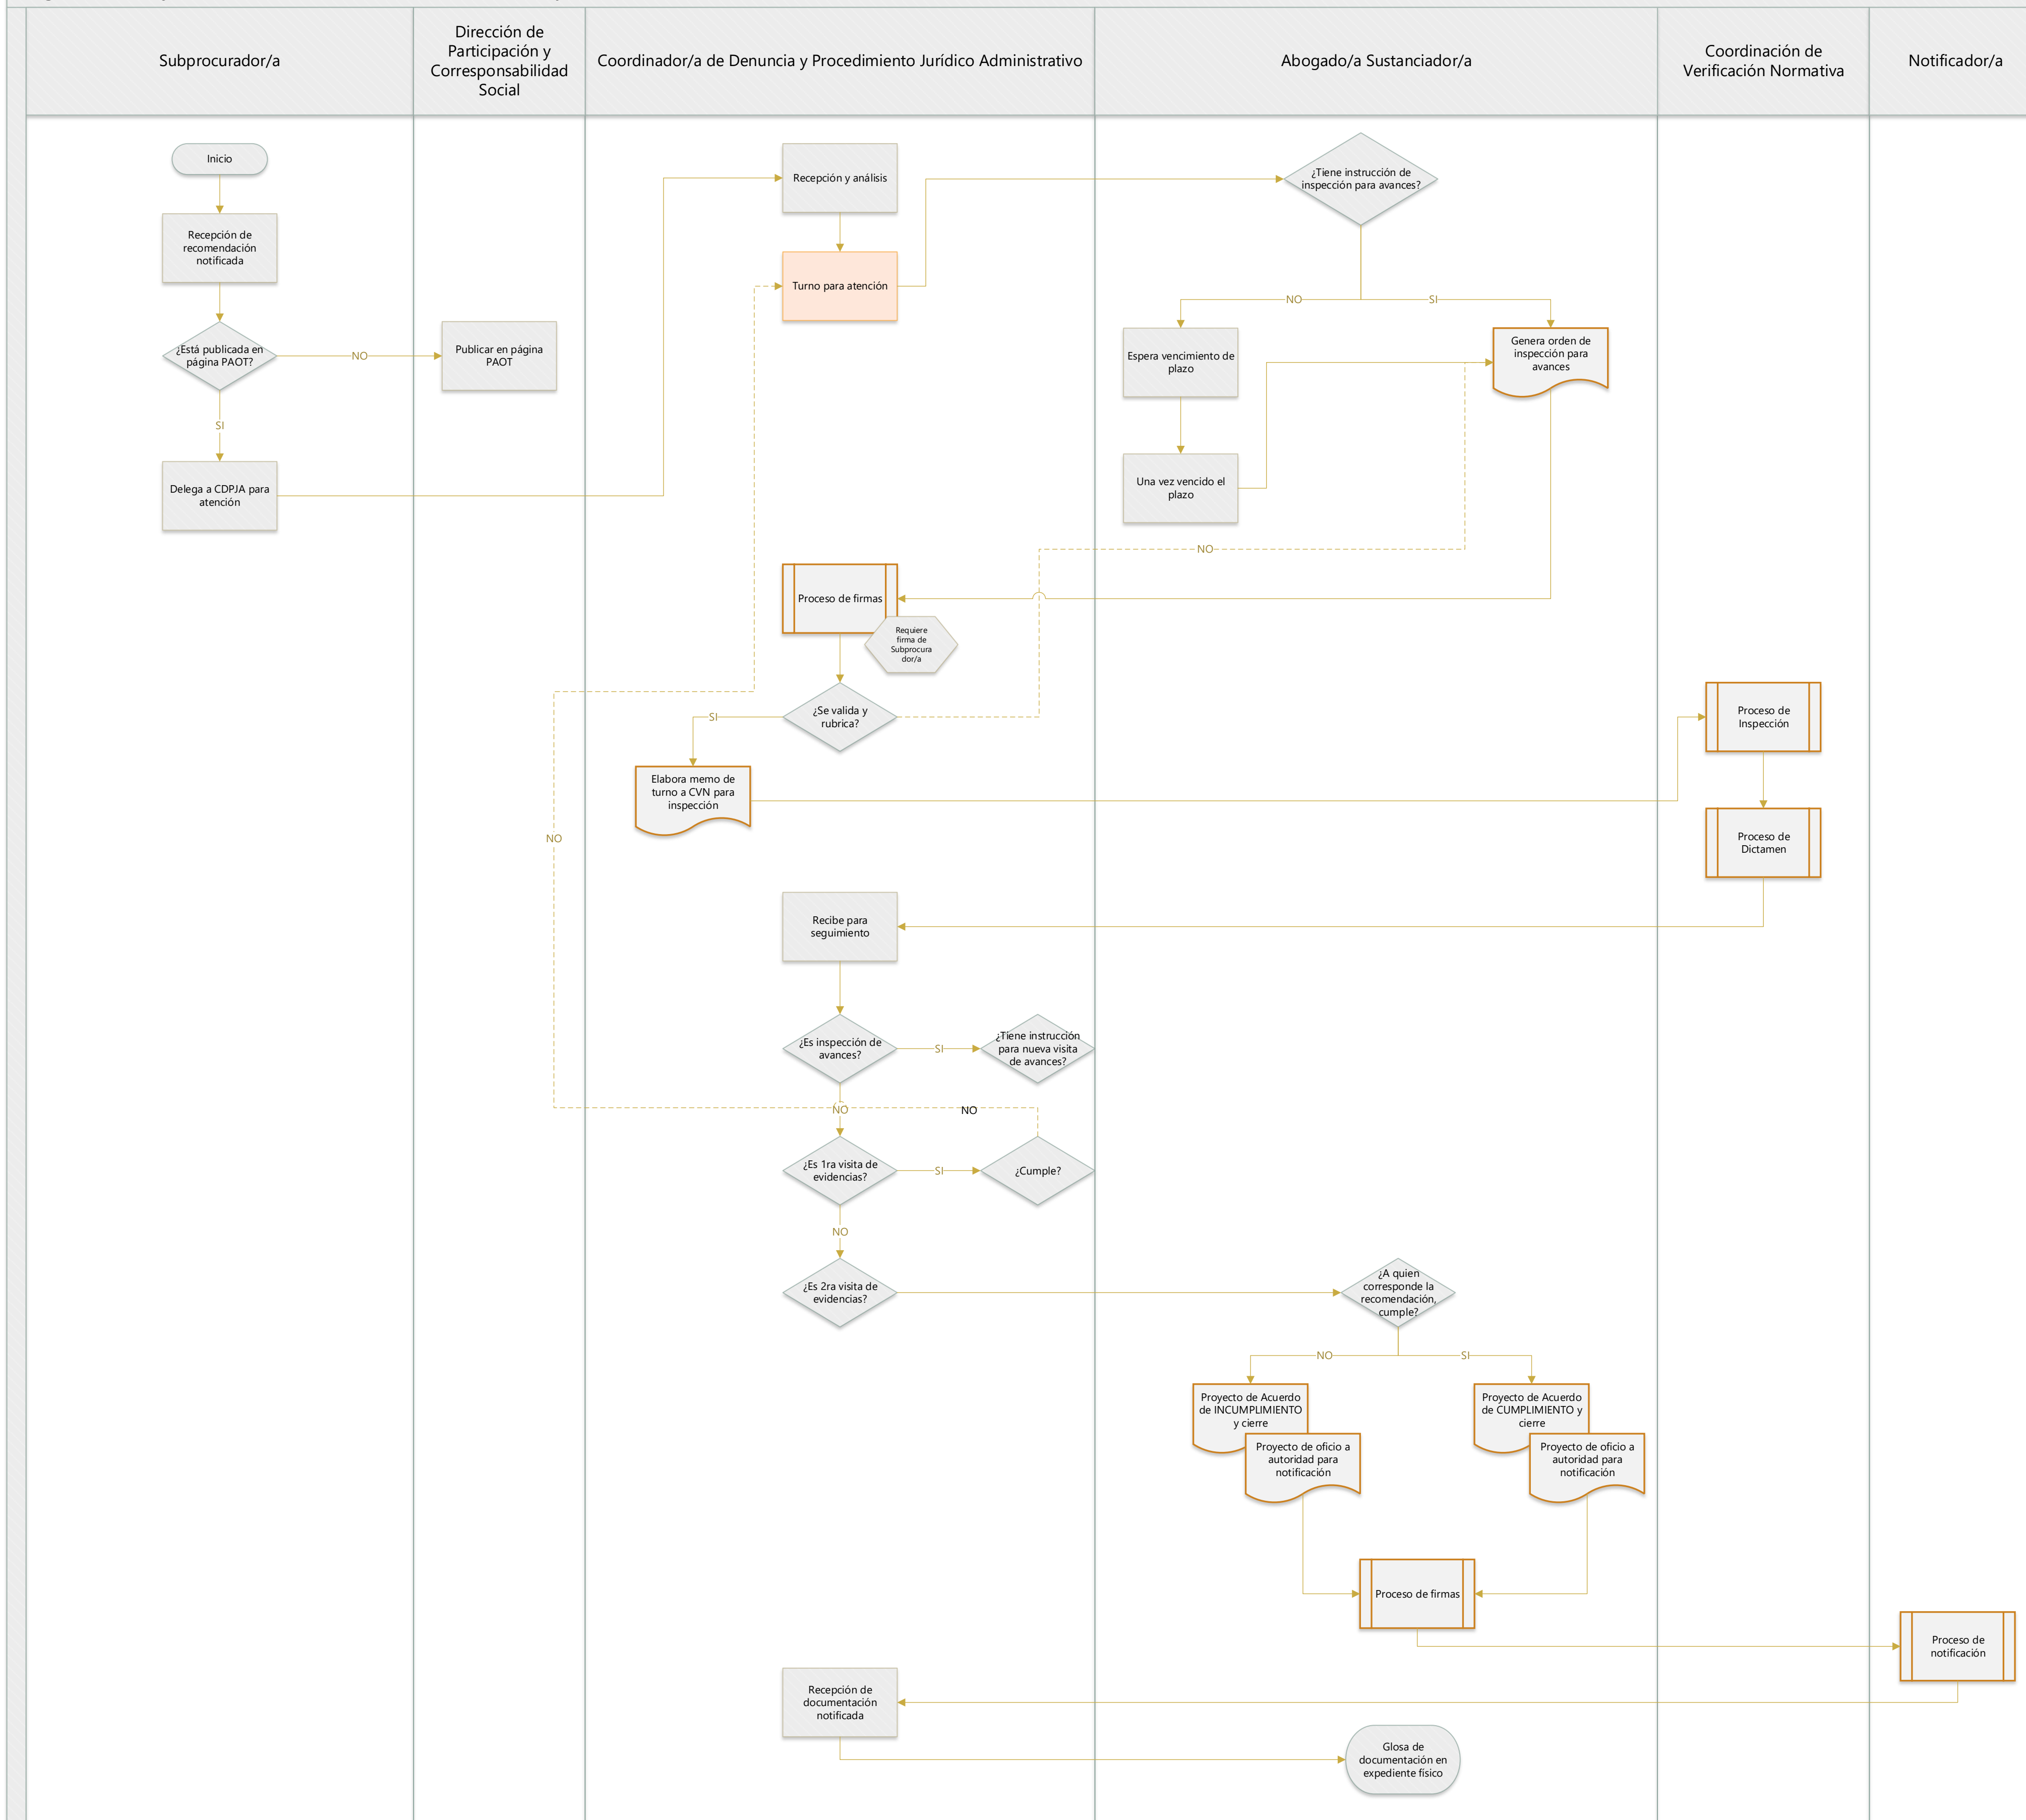 Subprocurador/a
Dirección de
Participación y
Corresponsabilidad
Social
Coordinador/a de Denuncia y Procedimiento Jurídico Administrativo
Abogado/a Sustanciador/a
Coordinación de
Verificación Normativa
Notificador/a
Inicio
Recepción de
recomendación
notificada
¿Está publicada en
página PAOT?
NO
Publicar en página
PAOT
SI
Delega a CDPJA para
atención
Recepción y análisis
Turno para atención
¿Tiene instrucción de
inspección para avances?
NO
SI
Espera vencimiento de
plazo
Genera orden de
inspección para
avances
Una vez vencido el
plazo
NO
Proceso de firmas
Requiere
firma de
Subprocura
dor/a
¿Se valida y
rubrica?
SI
Elabora memo de
turno a CVN para
inspección
Proceso de
Inspección
Proceso de
Dictamen
NO
Recibe para
seguimiento
¿Es inspección de
avances?
SI
¿Tiene instrucción
para nueva visita
de avances?
NO
NO
¿Es 1ra visita de
evidencias?
SI
¿Cumple?
NO
¿Es 2ra visita de
evidencias?
¿A quien
corresponde la
recomendación,
cumple?
NO
SI
Proyecto de Acuerdo
de INCUMPLIMIENTO
y cierre
Proyecto de oficio a
autoridad para
notificación
Proyecto de Acuerdo
de CUMPLIMIENTO y
cierre
Proyecto de oficio a
autoridad para
notificación
Proceso de firmas
Proceso de
notificación
Recepción de
documentación
notificada
Glosa de
documentación en
expediente físico